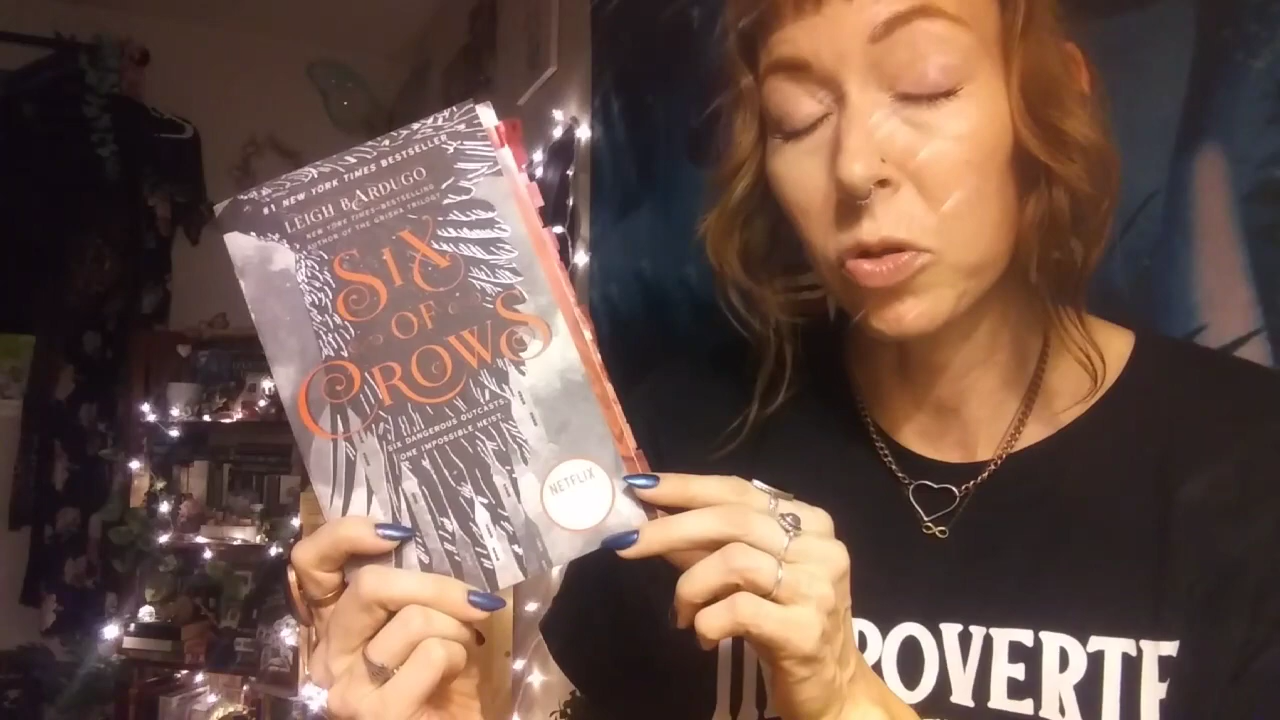 #1 NEW YORK TIMES BESTSELLER
LEIGH BARDUGO
NEW YORK TIMES-BESTSELLING
AUTHOR OF THE GRISHA TRILOGY
SIX
OF
CROWS
SIX DANGEROUS OUTCASTS.
ONE IMPOSSIBLE HEIST.
NETFLIX